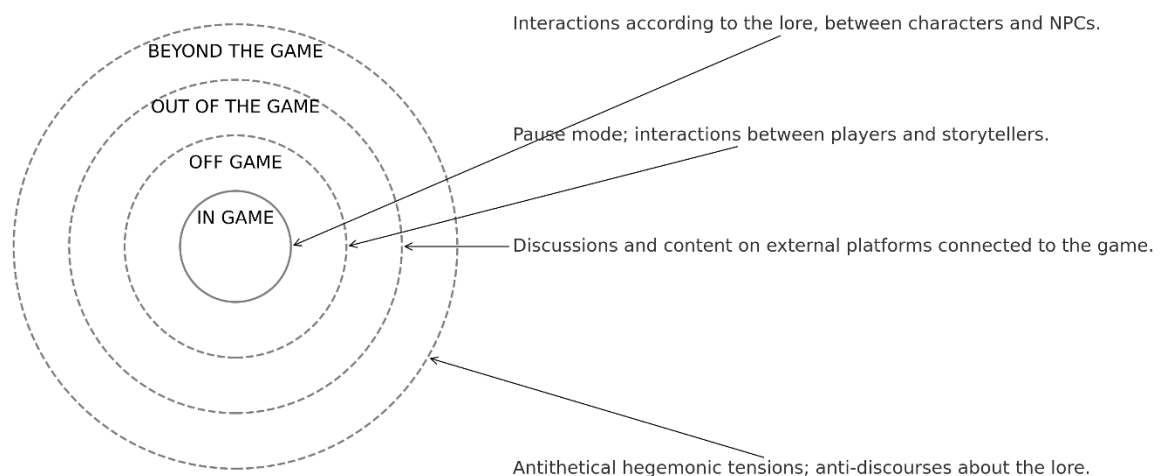 Interactions according to the lore, between characters and NPCs.
BEYOND THE GAME
OUT OF THE GAME
Pause mode; interactions between players and storytellers.
OFF GAME
IN GAME
Discussions and content on external platforms connected to the game.
Antithetical hegemonic tensions; anti-discourses about the lore.